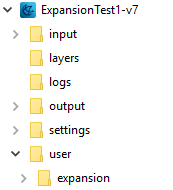 ExpansionTest1-v7
input
layers
logs
output
settings
user
expansion